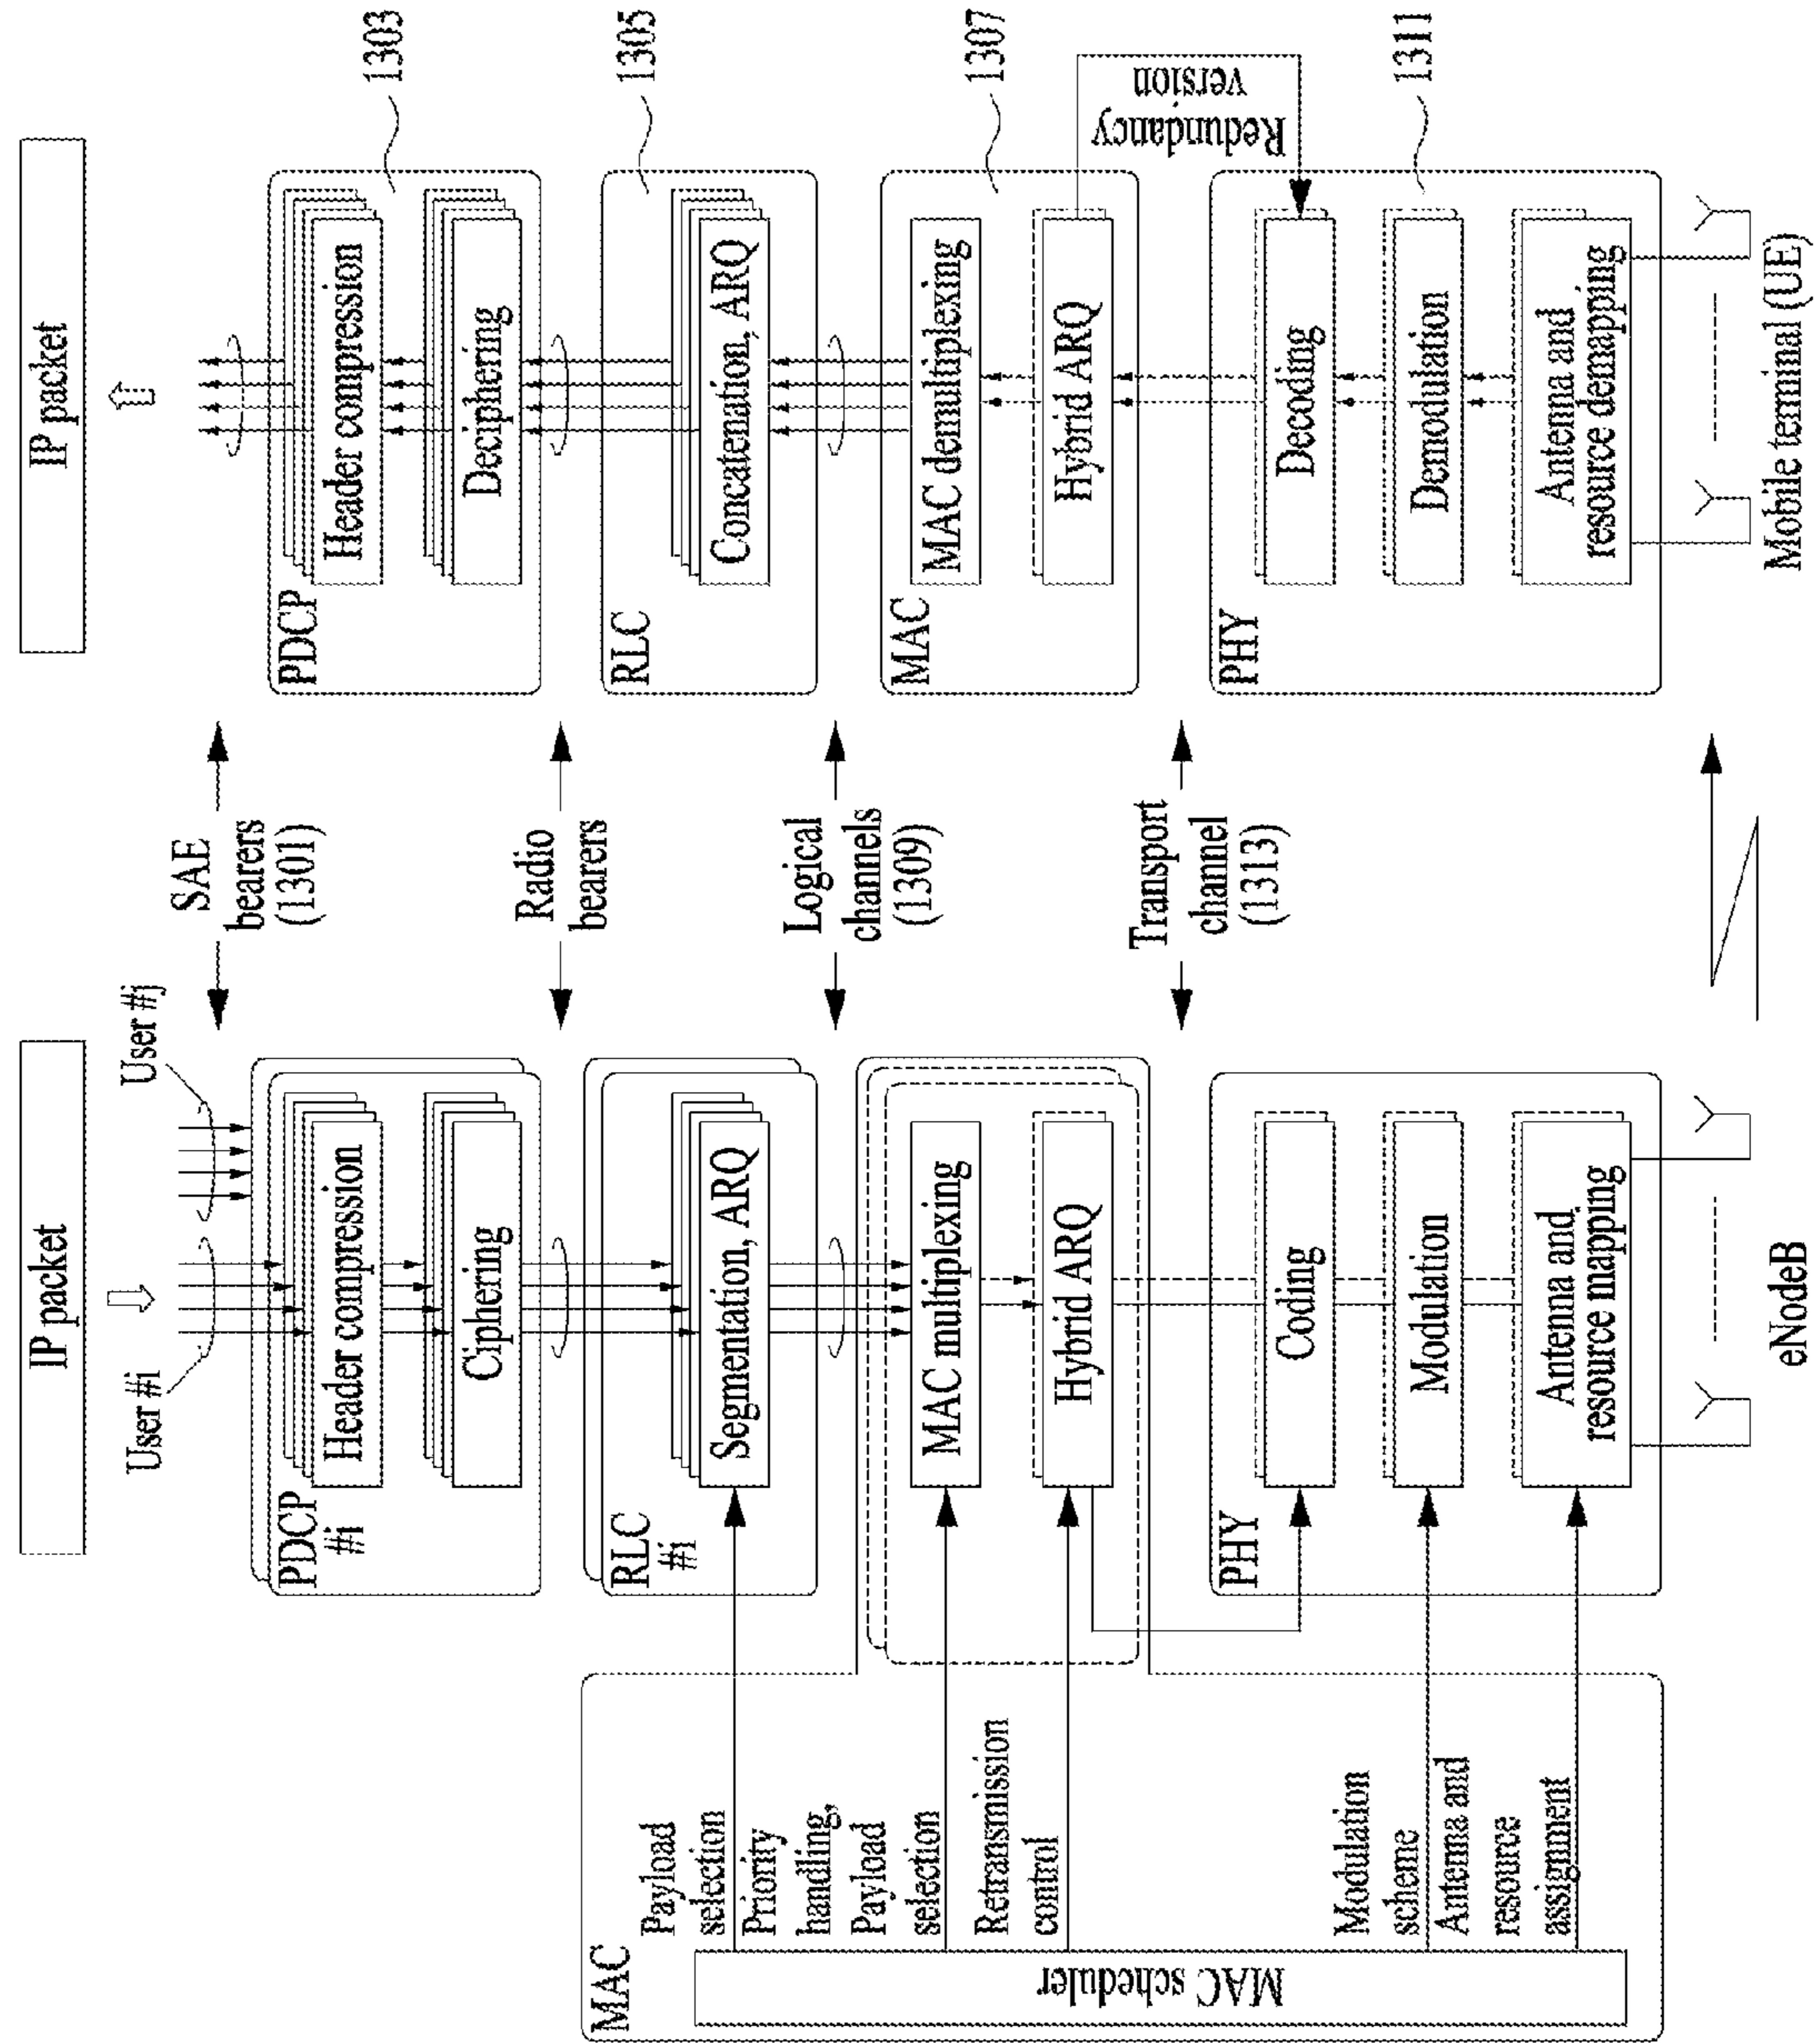 IP packet
IP packet
User #i
User #j
SAE
bearers
(1301)
PDCP
#i
Header compression
Ciphering
PDCP
Header compression
Deciphering
1303
Radio
bearers
RLC
#i
Segmentation, ARQ
RLC
Concatenation, ARQ
1305
Logical
channels
(1309)
MAC
MAC scheduler
Payload
selection
Priority
handling,
Payload
selection
Retransmission
control
Modulation
scheme
Antenna and
resource
assignment
MAC multiplexing
Hybrid ARQ
MAC
MAC demultiplexing
Hybrid ARQ
1307
Redundancy
version
Transport
channel
(1313)
PHY
Coding
Modulation
Antenna and
resource mapping
PHY
Decoding
Demodulation
Antenna and
resource demapping
1311
eNodeB
Mobile terminal (UE)